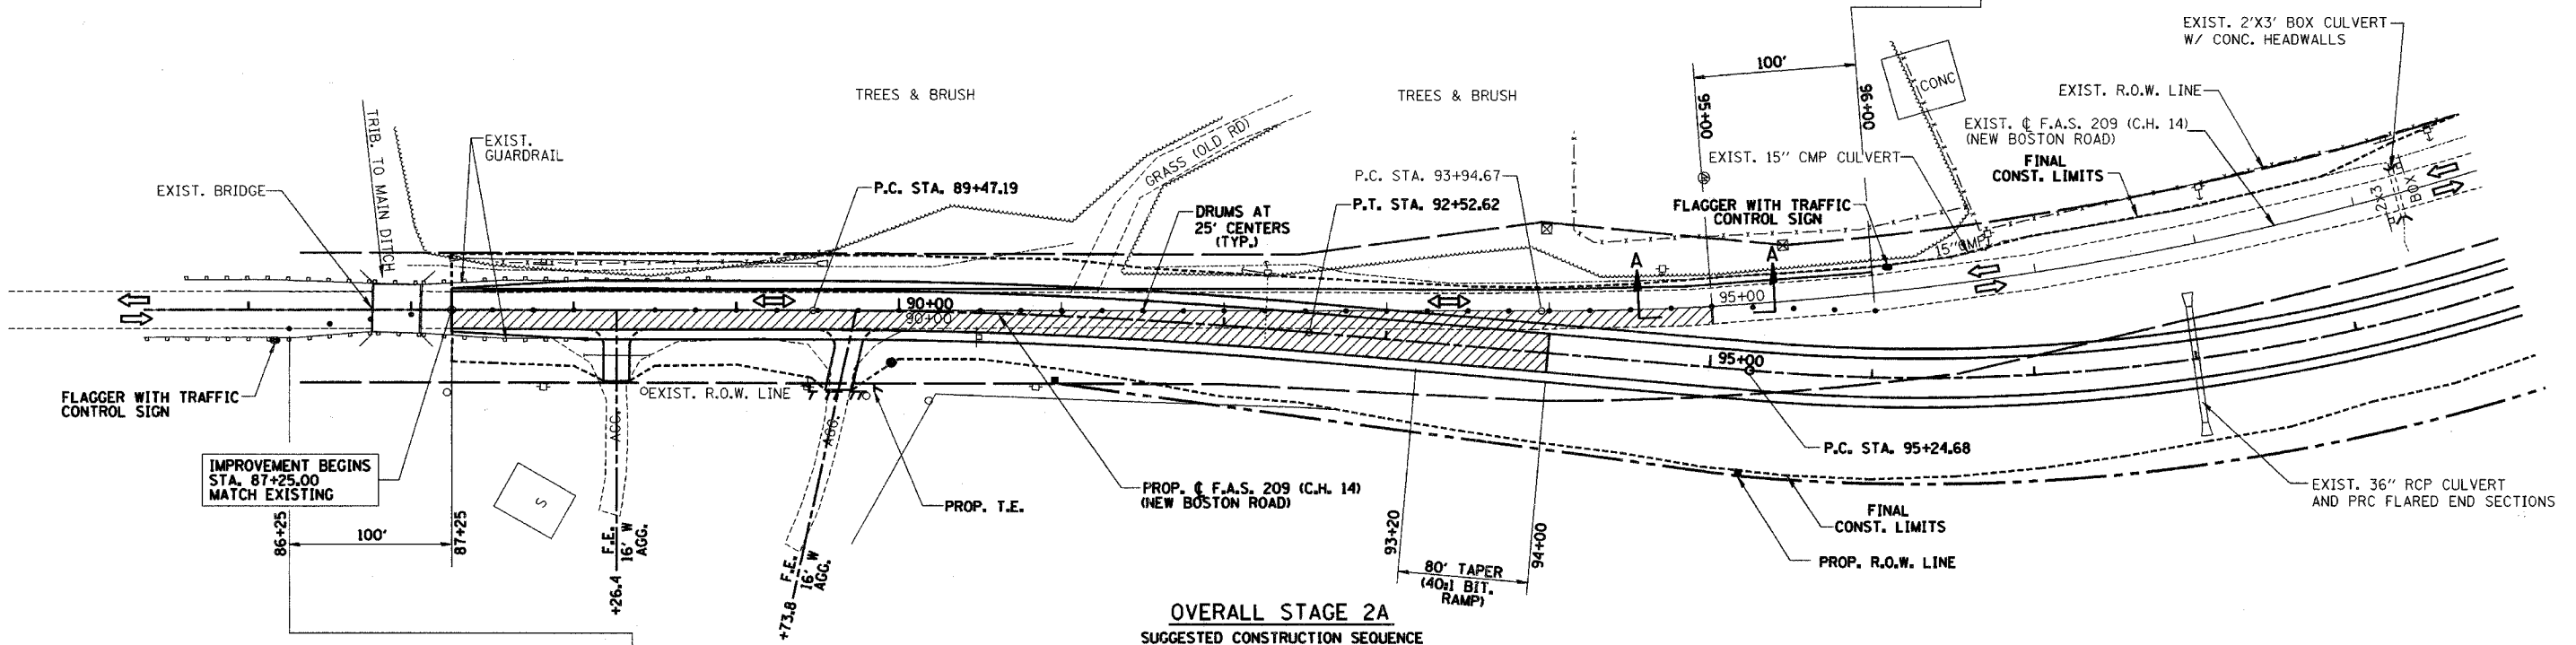 EXIST. 2'X3' BOX CULVERT
W/ CONC. HEADWALLS
100'
CONC
TREES & BRUSH
TREES & BRUSH
EXIST. R.O.W. LINE
95+00
96+00
TRIB. TO MAIN DITCH
EXIST.
GUARDRAIL
GRASS (OLD RD)
EXIST. ℄ F.A.S. 209 (C.H. 14)
(NEW BOSTON ROAD)
EXIST. 15" CMP CULVERT
FINAL
CONST. LIMITS
EXIST. BRIDGE
P.C. STA. 89+47.19
P.C. STA. 93+94.67
P.T. STA. 92+52.62
2X3
BOX
DRUMS AT
25' CENTERS
(TYP.)
FLAGGER WITH TRAFFIC
CONTROL SIGN
15" CMP
A
A
90+00
90+00
95+00
95+00
FLAGGER WITH TRAFFIC
CONTROL SIGN
EXIST. R.O.W. LINE
AGG.
AGG.
P.C. STA. 95+24.68
IMPROVEMENT BEGINS
STA. 87+25.00
MATCH EXISTING
S
PROP. T.E.
PROP. ℄ F.A.S. 209 (C.H. 14)
(NEW BOSTON ROAD)
EXIST. 36" RCP CULVERT
AND PRC FLARED END SECTIONS
FINAL
CONST. LIMITS
86+25
100'
87+25
F.E.
16' W
AGG.
+26.4
F.E.
16' W
AGG.
+73.8
93+20
94+00
80' TAPER
(40:1 BIT.
RAMP)
PROP. R.O.W. LINE
OVERALL STAGE 2A
SUGGESTED CONSTRUCTION SEQUENCE